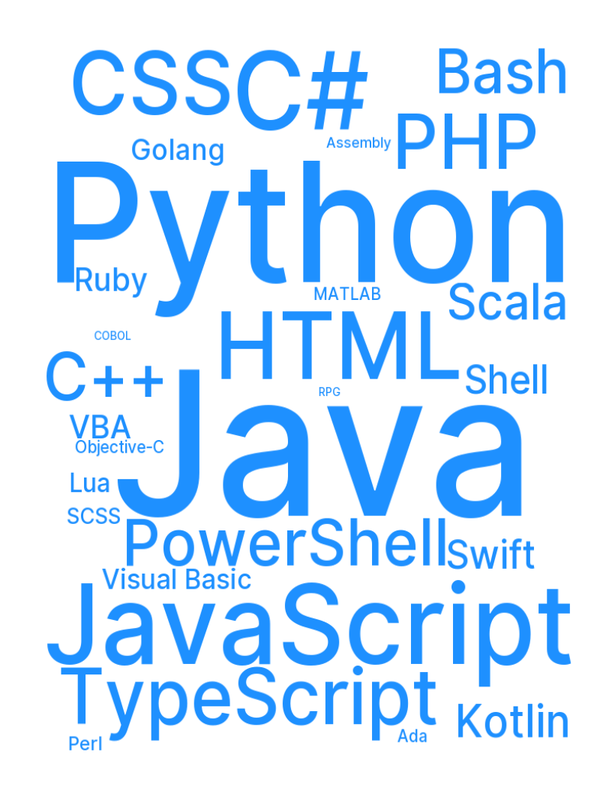 CSS
C#
Bash
PHP
Assembly
Golang
Python
Ruby
MATLAB
Scala
HTML
COBOL
C++
Shell
RPG
Java
VBA
Objective-C
Lua
SCSS
PowerShell
Swift
Visual Basic
JavaScript
TypeScript
Kotlin
Ada
Perl